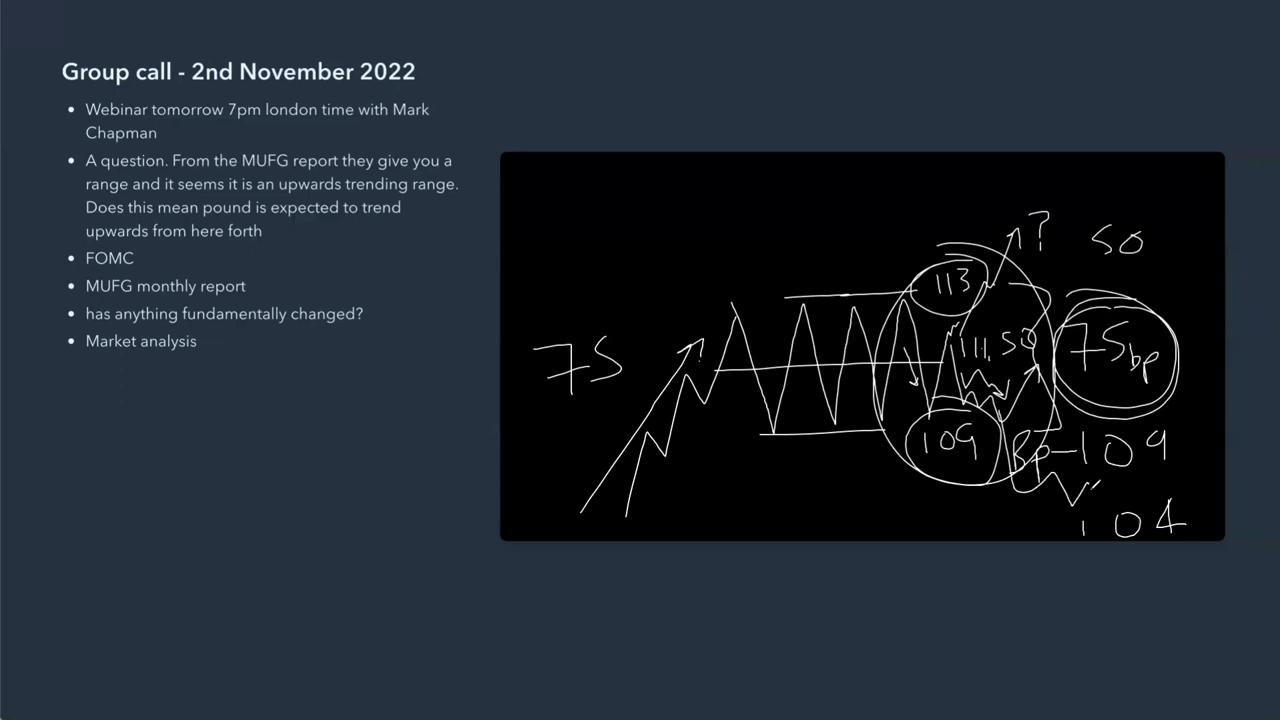 Group call - 2nd November 2022
• Webinar tomorrow 7pm london time with Mark
Chapman
• A question. From the MUFG report they give you a
range and it seems it is an upwards trending range.
Does this mean pound is expected to trend
upwards from here forth
• FOMC
• MUFG monthly report
• has anything fundamentally changed?
• Market analysis
?
50
113
111.50
75
75bp
109
Bp-109
104